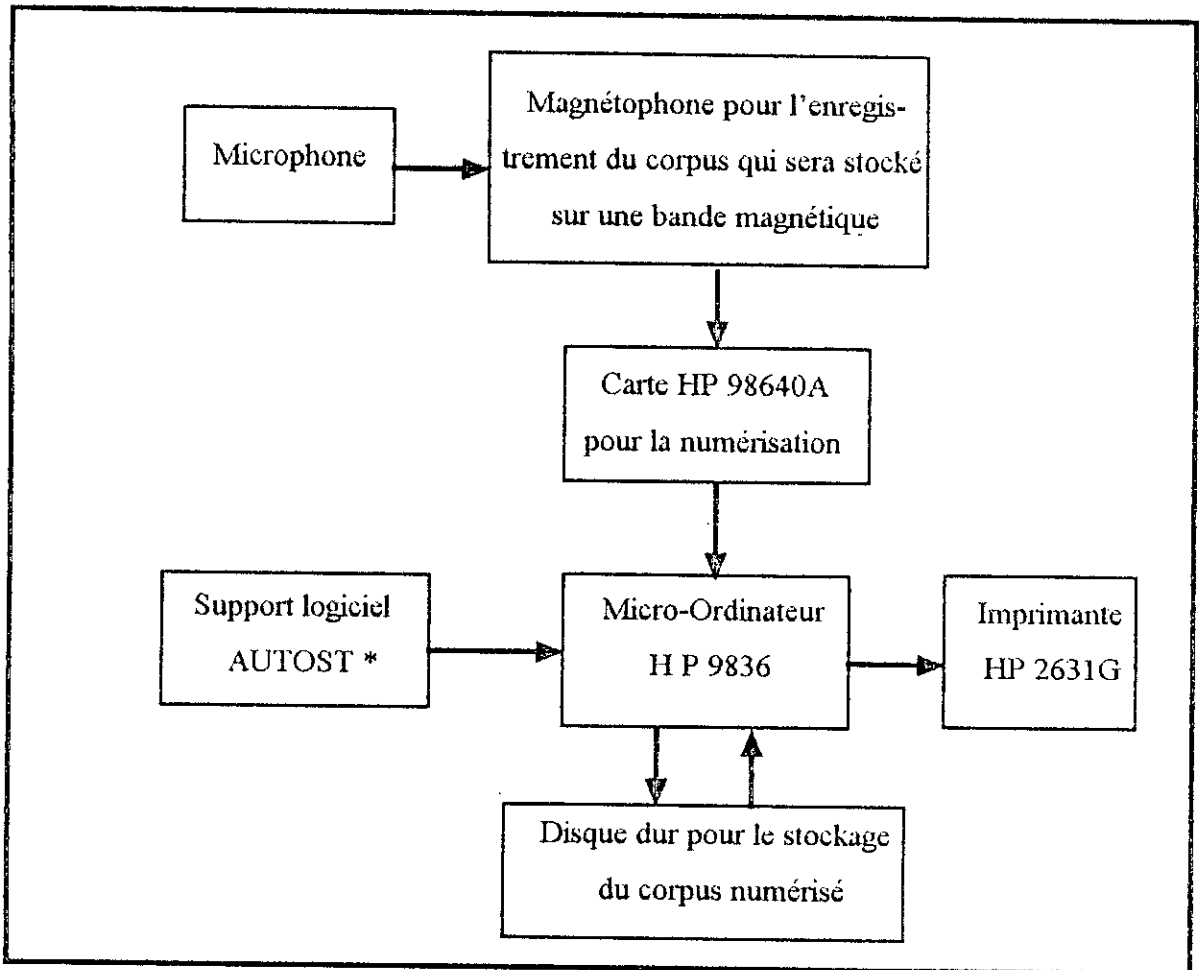 Microphone
Magnétophone pour l'enregis-
trement du corpus qui sera stocké
sur une bande magnétique
Carte HP 98640A
pour la numérisation
Support logiciel
AUTOST *
Micro-Ordinateur
H P 9836
Imprimante
HP 2631G
Disque dur pour le stockage
du corpus numérisé